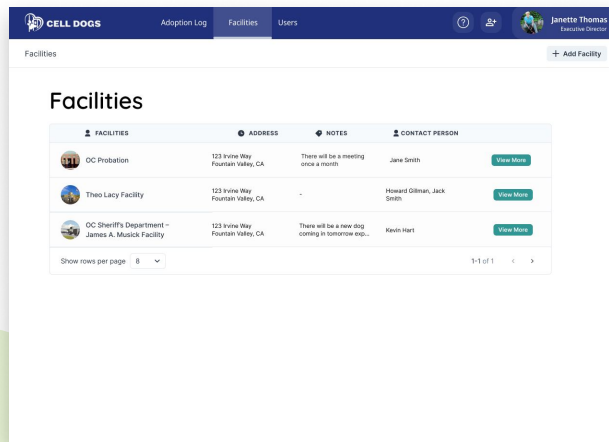 CELL DOGS
Adoption Log
Facilities
Users
Janette Thomas
Executive Director
Facilities
+ Add Facility
Facilities
FACILITIES ADDRESS NOTES CONTACT PERSON
OC Probation
123 Irvine Way
Fountain Valley, CA
There will be a meeting
once a month
Jane Smith
View More
Theo Lacy Facility
123 Irvine Way
Fountain Valley, CA
-
Howard Gillman, Jack
Smith
View More
OC Sheriff's Department –
James A. Musick Facility
123 Irvine Way
Fountain Valley, CA
There will be a new dog
coming in tomorrow exp...
Kevin Hart
View More
Show rows per page 8
1-1 of 1 < >